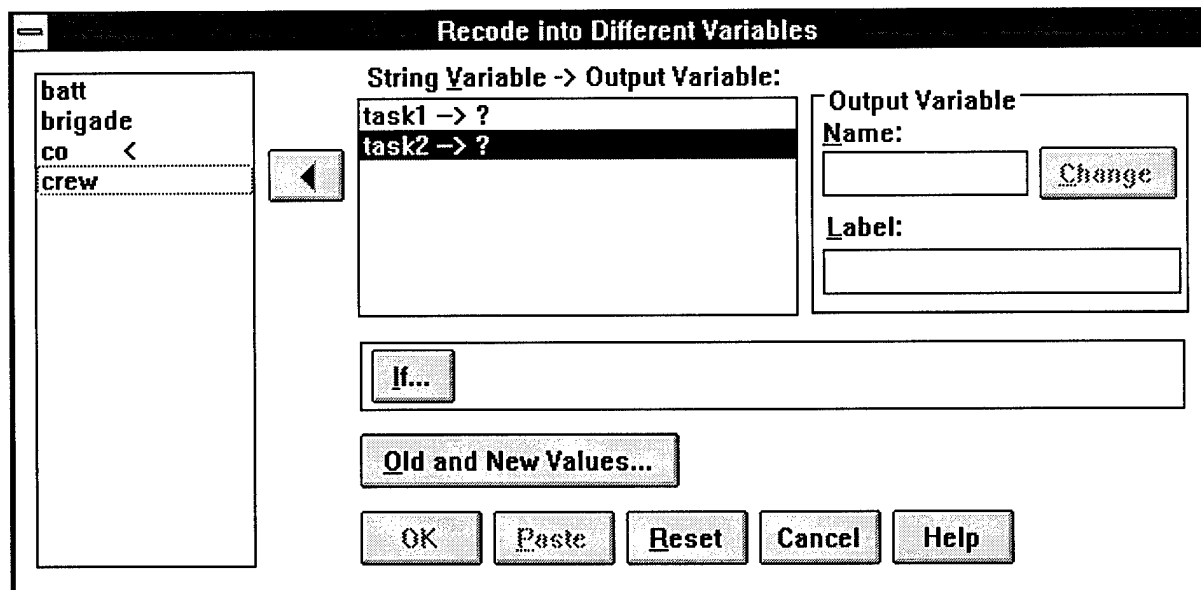 Recode into Different Variables
batt
brigade
co <
crew
String Variable -> Output Variable:
task1 -> ?
task2 -> ?
Output Variable
Name:
Change
Label:
If...
Old and New Values...
OK
Paste
Reset
Cancel
Help